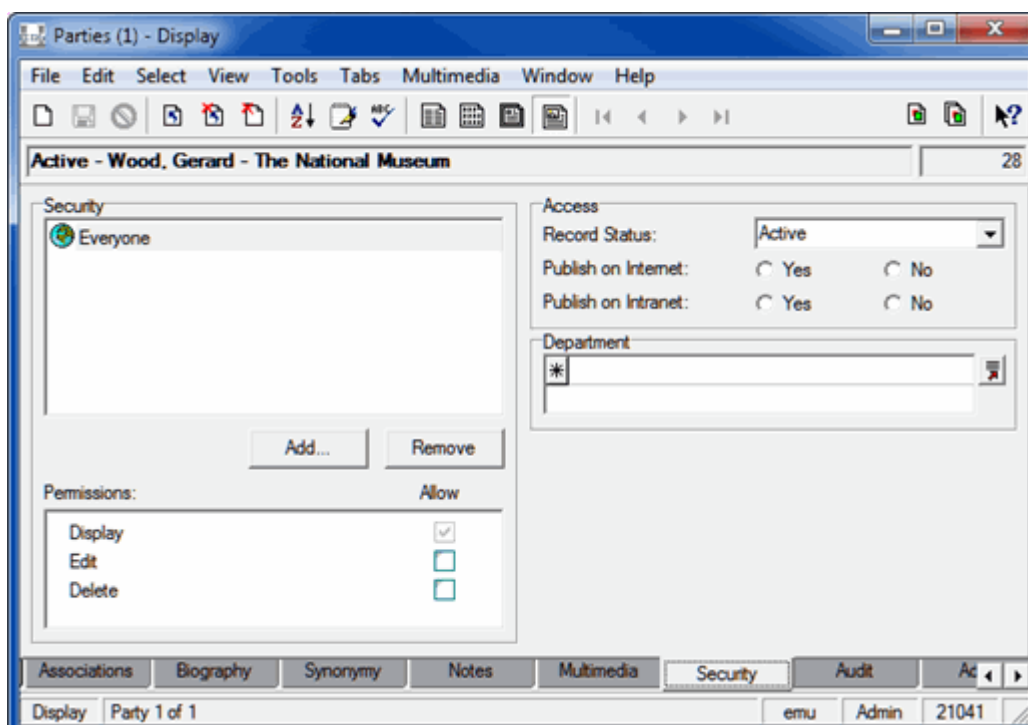 Parties (1) - Display
File Edit Select View Tools Tabs Multimedia Window Help
Active - Wood, Gerard - The National Museum 28
Security
Everyone
Add... Remove
Permissions: Allow
Display
Edit
Delete
Access
Record Status: Active
Publish on Internet: Yes No
Publish on Intranet: Yes No
Department
Associations Biography Synonymy Notes Multimedia Security Audit
Display Party 1 of 1 emu Admin 21041